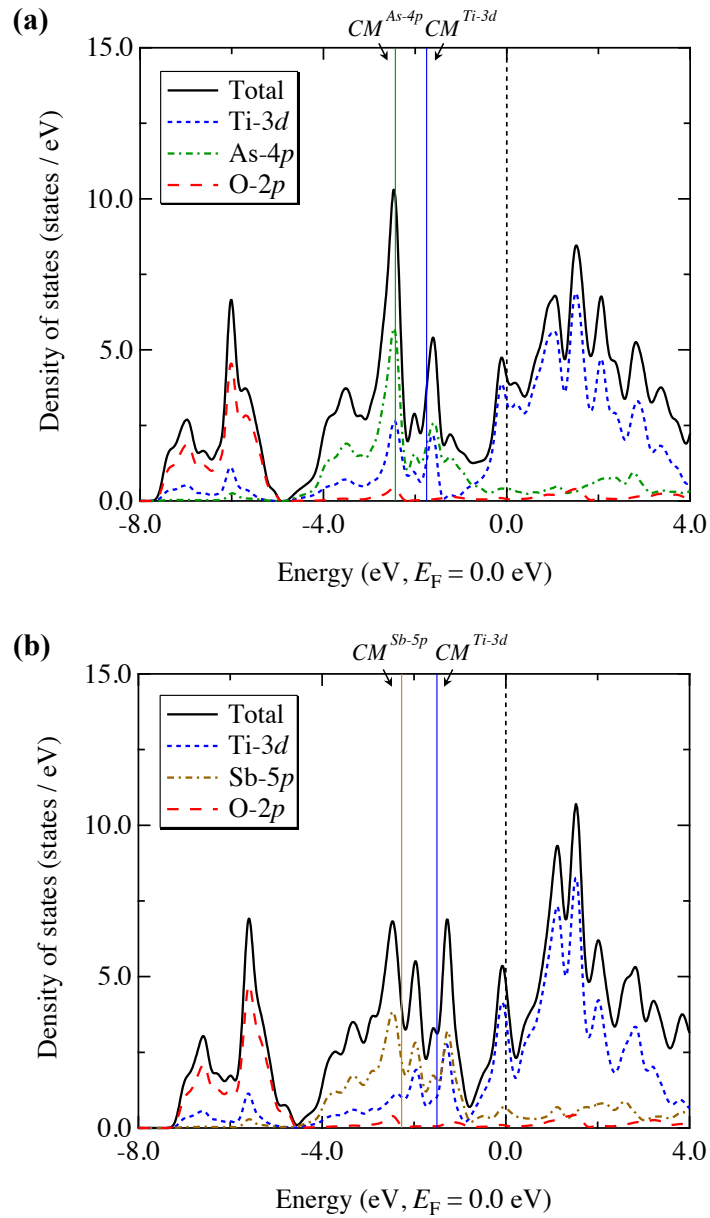 (a)
CM^As-4p CM^Ti-3d
15.0
Total
Ti-3d
As-4p
O-2p
10.0
Density of states (states / eV)
5.0
0.0
-8.0 -4.0 0.0 4.0
Energy (eV, E_F = 0.0 eV)
(b)
CM^Sb-5p CM^Ti-3d
15.0
Total
Ti-3d
Sb-5p
O-2p
10.0
Density of states (states / eV)
5.0
0.0
-8.0 -4.0 0.0 4.0
Energy (eV, E_F = 0.0 eV)